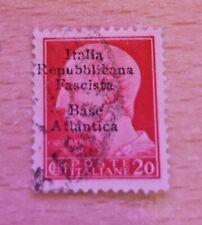 Italia
Repubblicana
Fascista
Base
Atlantica
POSTE 20
ITALIANE